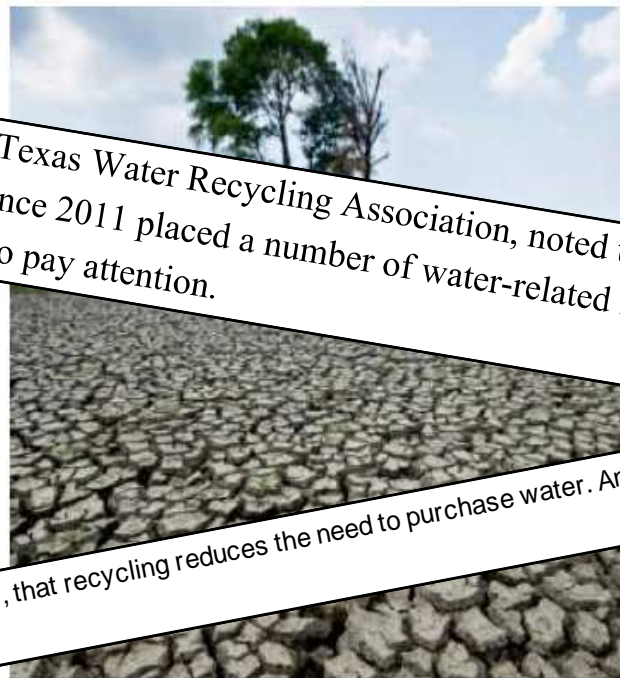 Texas Water Recycling Association, noted
nce 2011 placed a number of water-related
o pay attention.
, that recycling reduces the need to purchase water. Ar